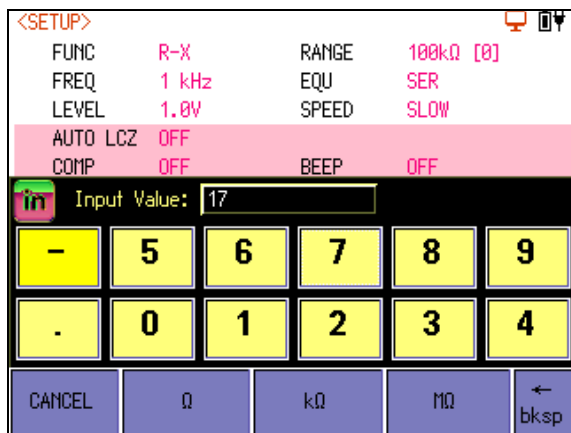 <SETUP>
FUNC R-X RANGE 100kΩ [0]
FREQ 1 kHz EQU SER
LEVEL 1.0V SPEED SLOW
AUTO LCZ OFF
COMP OFF BEEP OFF
in Input Value: 17
- 5 6 7 8 9
. 0 1 2 3 4
CANCEL Ω kΩ MΩ ← bksp